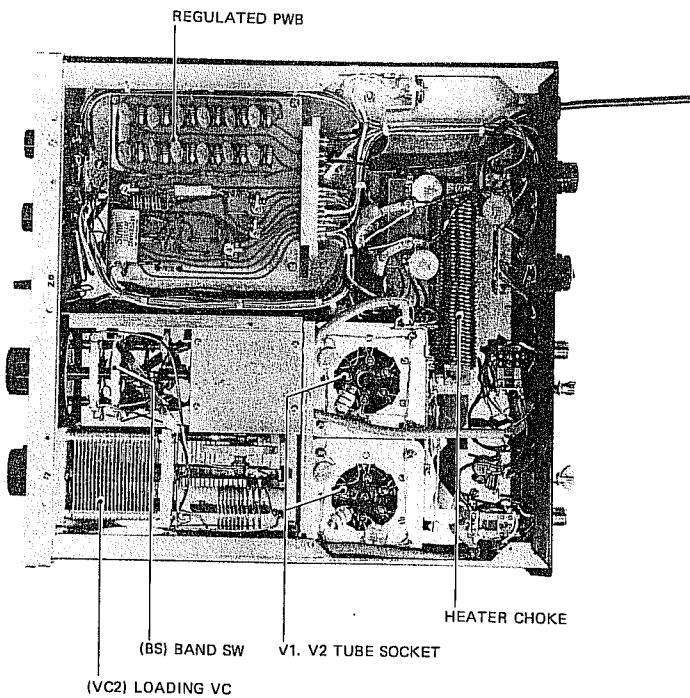 REGULATED PWB
HEATER CHOKE
(BS) BAND SW
V1. V2 TUBE SOCKET
(VC2) LOADING VC